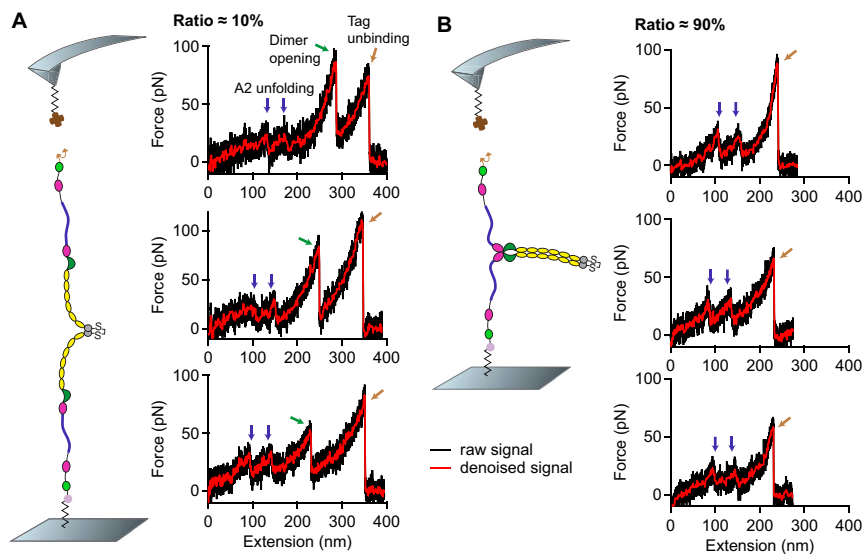 A
Ratio ≈ 10%
Dimer
opening
Tag
unbinding
A2 unfolding
Force (pN)
100
50
0
0 100 200 300 400
Force (pN)
100
50
0
0 100 200 300 400
Force (pN)
100
50
0
0 100 200 300 400
Extension (nm)
S
S
B
Ratio ≈ 90%
Force (pN)
100
50
0
0 100 200 300 400
Force (pN)
100
50
0
0 100 200 300 400
Force (pN)
100
50
0
0 100 200 300 400
Extension (nm)
S
S
raw signal
denoised signal